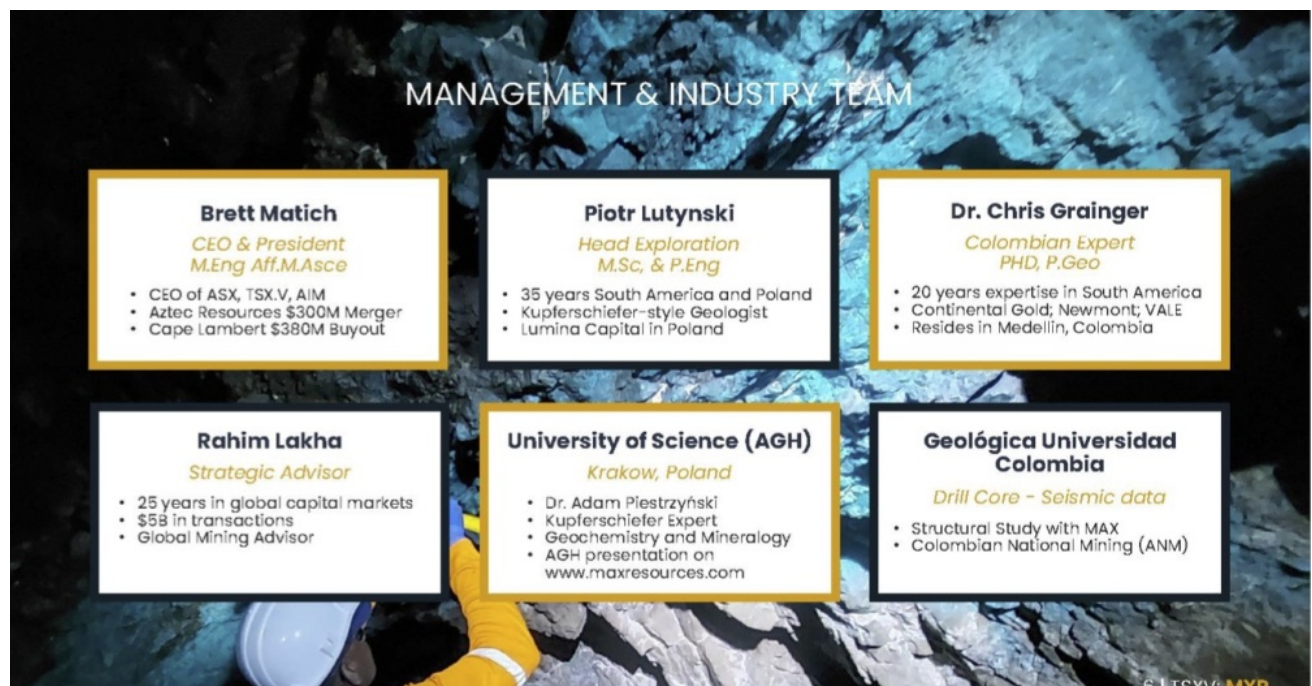 MANAGEMENT & INDUSTRY TEAM
Brett Matich
CEO & President
M.Eng Aff.M.Asce
• CEO of ASX, TSX.V, AIM
• Aztec Resources $300M Merger
• Cape Lambert $380M Buyout
Piotr Lutynski
Head Exploration
M.Sc, & P.Eng
• 35 years South America and Poland
• Kupferschiefer-style Geologist
• Lumina Capital in Poland
Dr. Chris Grainger
Colombian Expert
PHD, P.Geo
• 20 years expertise in South America
• Continental Gold; Newmont; VALE
• Resides in Medellin, Colombia
Rahim Lakha
Strategic Advisor
• 25 years in global capital markets
• $5B in transactions
• Global Mining Advisor
University of Science (AGH)
Krakow, Poland
• Dr. Adam Piestrzyński
• Kupferschiefer Expert
• Geochemistry and Mineralogy
• AGH presentation on
www.maxresources.com
Geológica Universidad
Colombia
Drill Core - Seismic data
• Structural Study with MAX
• Colombian National Mining (ANM)
6 | TSXV: MXR